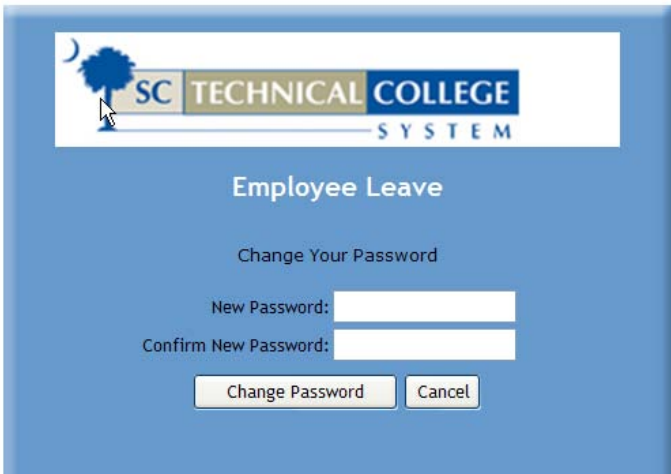 SC TECHNICAL COLLEGE
SYSTEM
Employee Leave
Change Your Password
New Password:
Confirm New Password:
Change Password Cancel